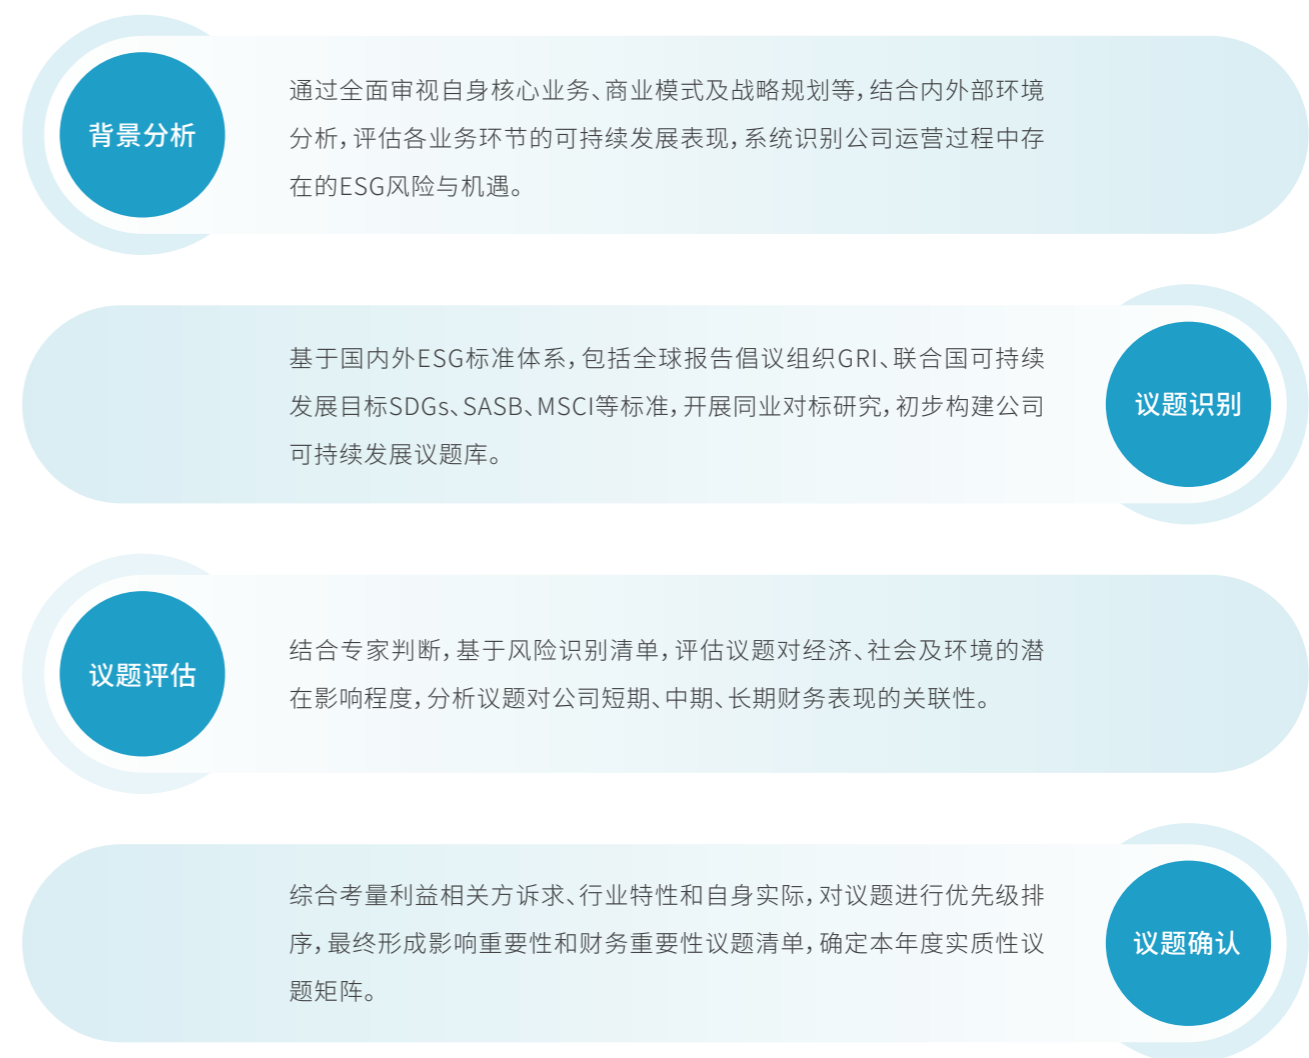 背景分析
通过全面审视自身核心业务、商业模式及战略规划等，结合内外部环境
分析，评估各业务环节的可持续发展表现，系统识别公司运营过程中存
在的ESG风险与机遇。
基于国内外ESG标准体系，包括全球报告倡议组织GRI、联合国可持续
发展目标SDGs、SASB、MSCI等标准，开展同业对标研究，初步构建公司
可持续发展议题库。
议题识别
议题评估
结合专家判断，基于风险识别清单，评估议题对经济、社会及环境的潜
在影响程度，分析议题对公司短期、中期、长期财务表现的关联性。
综合考量利益相关方诉求、行业特性和自身实际，对议题进行优先级排
序，最终形成影响重要性和财务重要性议题清单，确定本年度实质性议
题矩阵。
议题确认